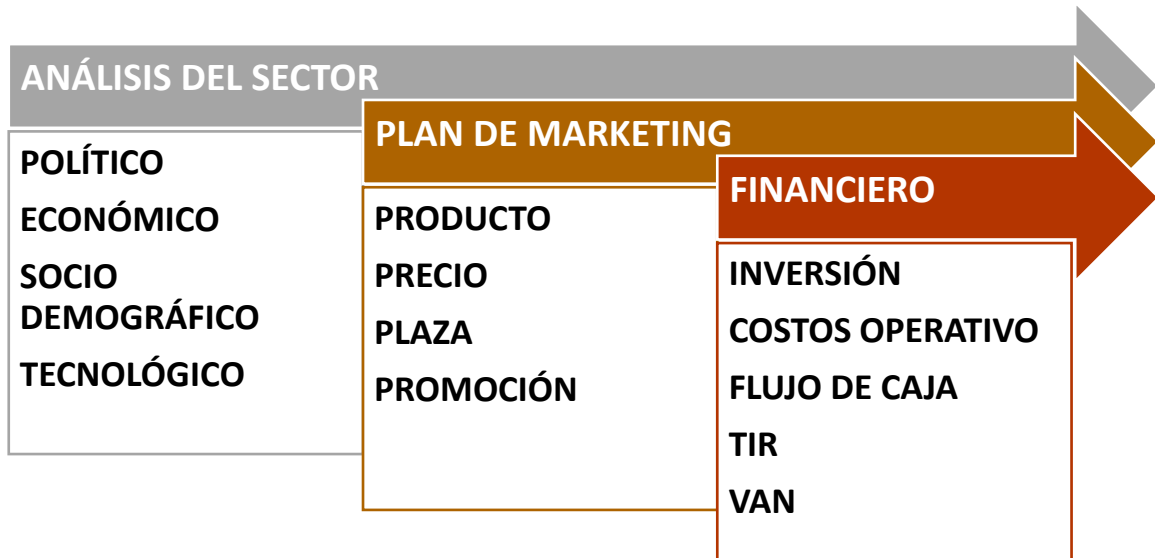 ANÁLISIS DEL SECTOR
POLÍTICO
ECONÓMICO
SOCIO
DEMOGRÁFICO
TECNOLÓGICO
PLAN DE MARKETING
PRODUCTO
PRECIO
PLAZA
PROMOCIÓN
FINANCIERO
INVERSIÓN
COSTOS OPERATIVO
FLUJO DE CAJA
TIR
VAN